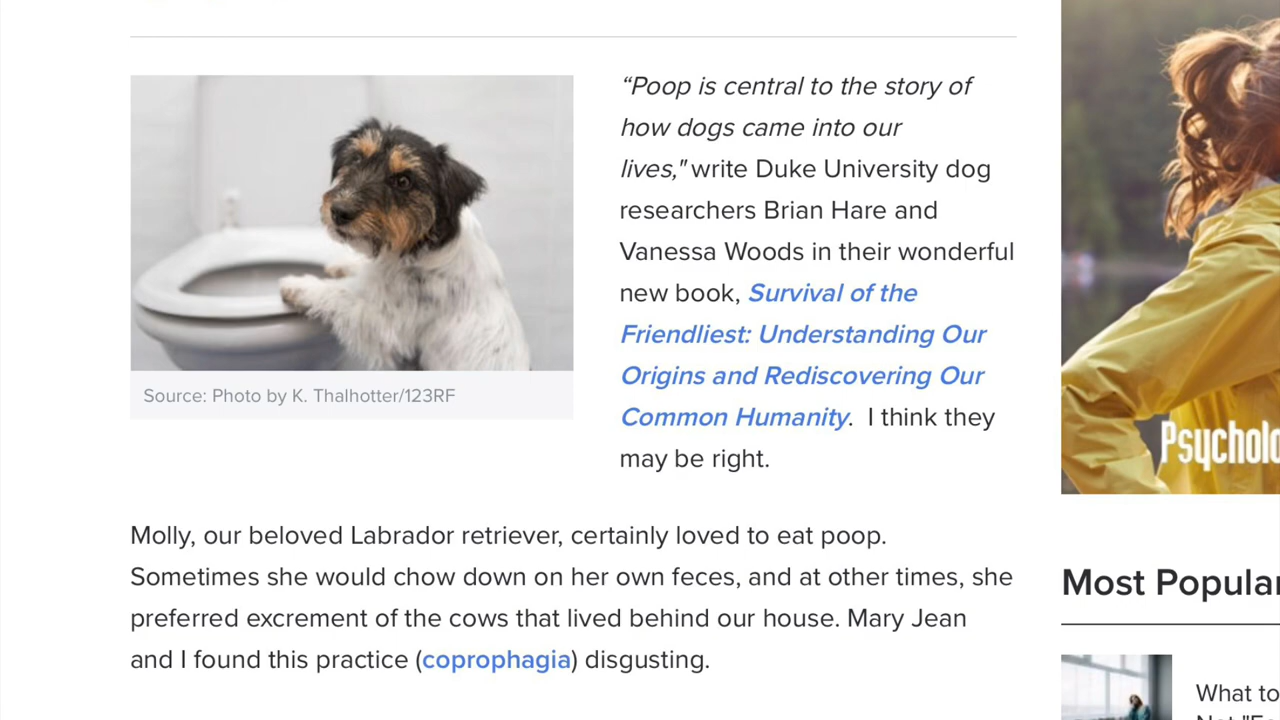 “Poop is central to the story of
how dogs came into our
lives," write Duke University dog
researchers Brian Hare and
Vanessa Woods in their wonderful
new book, Survival of the
Friendliest: Understanding Our
Origins and Rediscovering Our
Common Humanity.  I think they
may be right.
Source: Photo by K. Thalhotter/123RF
Molly, our beloved Labrador retriever, certainly loved to eat poop.
Sometimes she would chow down on her own feces, and at other times, she
preferred excrement of the cows that lived behind our house. Mary Jean
and I found this practice (coprophagia) disgusting.
Most Popular
What to